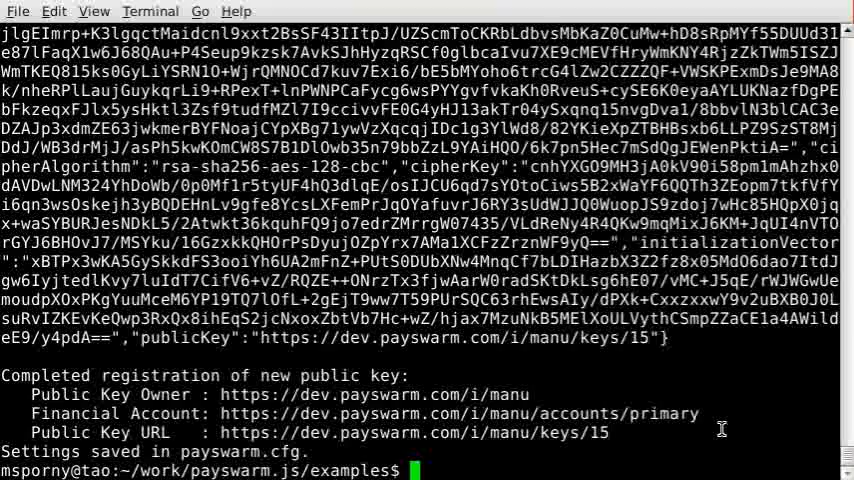 File Edit View Terminal Go Help
jlgEImrp+K3lgqctMaidcnl9xxt2BsSF43IItpJ/UZScmToCKRbLdbvsMbKaZ0CuMw+hD8sRpMYf55DUUd31
e87lFaqX1w6J68QAu+P4Seup9kzsk7AvkSJhHyzqRSCf0glbcaIvu7XE9cMEVfHryWmKNY4RjzZkTWm5ISZJ
WmTKEQ815ks0GyLiYSRN1O+WjrQMNOCd7kuv7Exi6/bE5bMYoho6trcG4lZw2CZZZQF+VWSKPExmDsJe9MA8
k/nheRPlLaujGuykqrLi9+RPexT+lnPWNPCaFycg6wsPYYgvfvkaKh0RveuS+cySE6K0eyaAYLUKNazfDgPE
bFkzeqxFJlx5ysHktl3Zsf9tudfMZl7I9ccivvFE0G4yHJ13akTr04ySxqnq15nvgDva1/8bbvlN3blCAC3e
DZAJp3xdmZE63jwkmerBYFNoajCYpXBg71ywVzXqcqjIDc1g3YlWd8/82YKieXpZTBHBsxb6LLPZ9SzST8Mj
DdJ/WB3drMjJ/asPh5kwKOmCW8S7B1DlOwb35n79bbZzL9YAiHQO/6k7pn5Hec7mSdQgJEWenPktiA=","ci
pherAlgorithm":"rsa-sha256-aes-128-cbc","cipherKey":"cnhYXGO9MH3jA0kV90i58pm1mAhzhx0
dAVDwLNM324YhDoWb/0p0Mf1r5tyUF4hQ3dlqE/osIJCU6qd7sYOtoCiws5B2xWaYF6QQTh3ZEopm7tkfVfY
i6qn3wsOskejh3yBQDEHnLv9gfe8YcsLXFemPrJqOYafuvrJ6RY3sUdWJJQ0WuopJS9zdoj7wHc85HQpX0jq
x+waSYBURJesNDkL5/2Atwkt36kquhFQ9jo7edrZMrrgW07435/VLdReNy4R4QKw9mqMixJ6KM+JqUI4nVTO
rGYJ6BHOvJ7/MSYku/16GzxkkQHOrPsDyujOZpYrx7AMa1XCFzZrznWF9yQ==","initializationVector
":"xBTPx3wKA5GySkkdFS3ooiYh6UA2mFnZ+PUtS0DUbXNw4MnqCf7bLDIHazbX3Z2fz8x05MdO6dao7ItdJ
gw6IyjtedlKvy7luIdT7CifV6+vZ/RQZE++ONrzTx3fjwAarW0radSKtDkLsg6hE07/vMC+J5qE/rWJWGwUe
moudpXOxPKgYuuMceM6YP19TQ7lOfL+2gEjT9ww7T59PUrSQC63rhEwsAIy/dPXk+CxxzxxwY9v2uBXB0J0L
suRvIZKEvKeQwp3RxQx8ihEqS2jcNxoxZbtVb7Hc+wZ/hjax7MzuNkB5MElXoULVythCSmpZZaCE1a4AWild
eE9/y4pdA==","publicKey":"https://dev.payswarm.com/i/manu/keys/15"}
Completed registration of new public key:
Public Key Owner : https://dev.payswarm.com/i/manu
Financial Account: https://dev.payswarm.com/i/manu/accounts/primary
Public Key URL : https://dev.payswarm.com/i/manu/keys/15
Settings saved in payswarm.cfg.
msporny@tao:~/work/payswarm.js/examples$